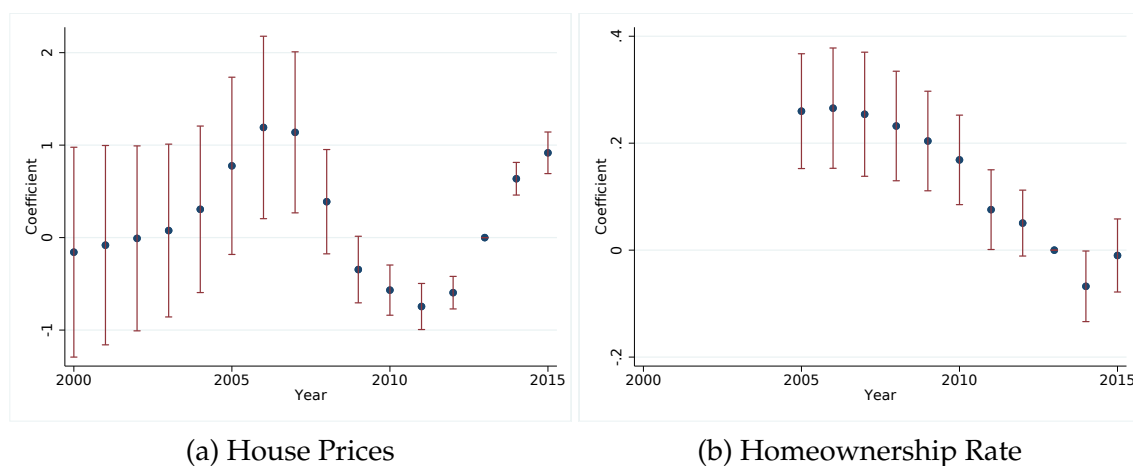 2
1
0
-1
Coefficient
2000
2005
2010
2015
Year
(a) House Prices
.4
.2
0
-.2
Coefficient
2000
2005
2010
2015
Year
(b) Homeownership Rate